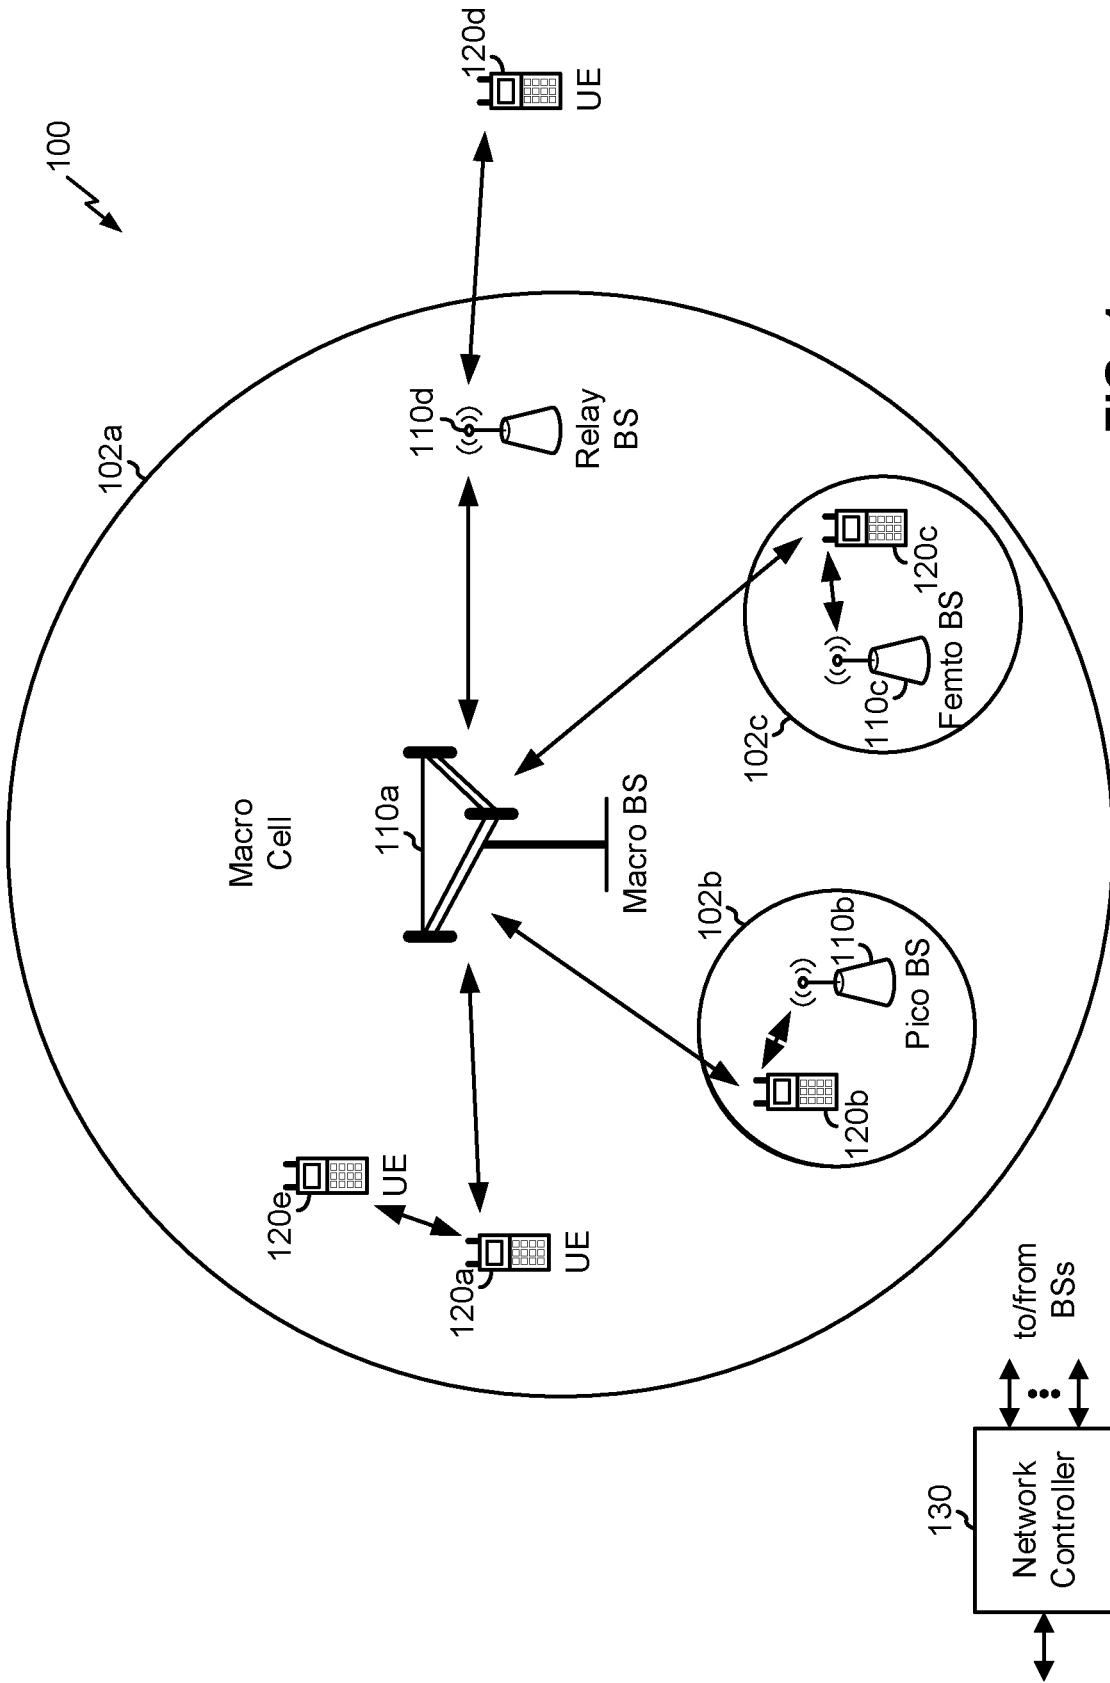 100
102a
Macro
Cell
120e
UE
110a
110d
120a
120d
UE
UE
Relay
BS
Macro BS
102b
102c
120b
110b
Pico BS
110c
120c
Femto BS
130
Network
Controller
to/from
BSs